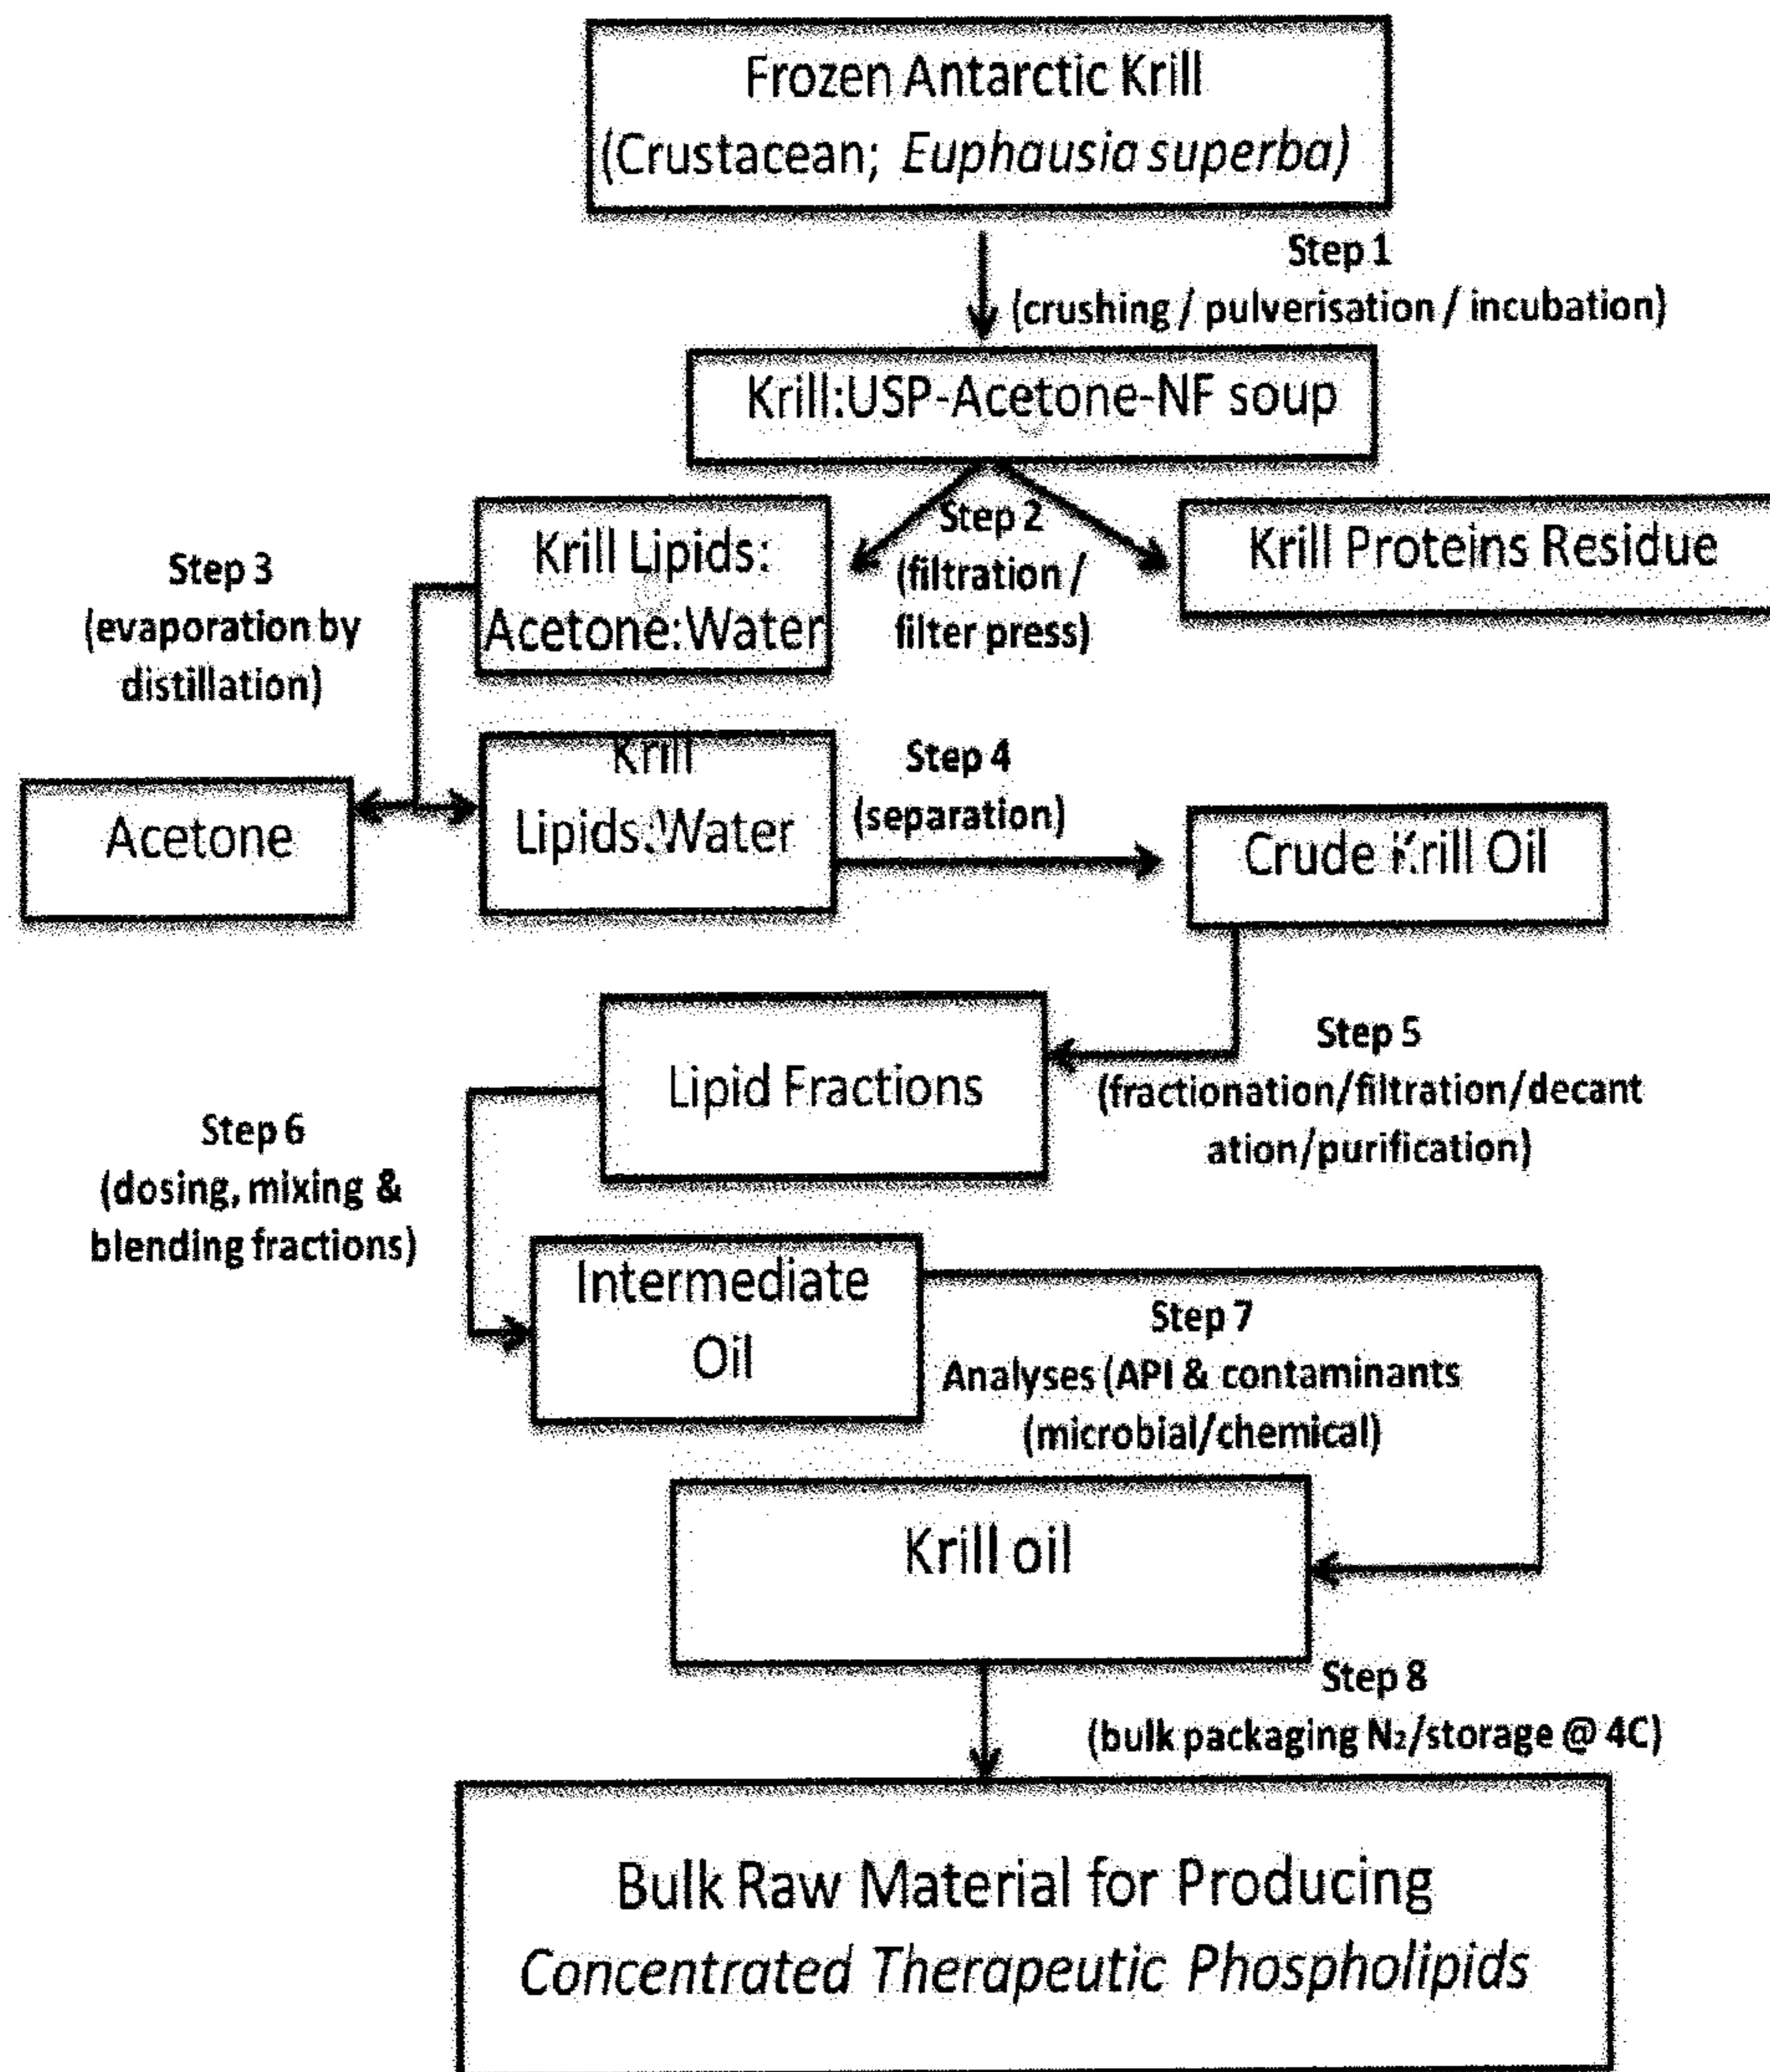 Frozen Antarctic Krill
(Crustacean; Euphausia superba)
Step 1
(crushing / pulverisation / incubation)
Krill:USP-Acetone-NF soup
Step 2
(filtration /
filter press)
Krill Lipids:
Acetone:Water
Krill Proteins Residue
Step 3
(evaporation by
distillation)
Acetone
Krill
Lipids:Water
Step 4
(separation)
Crude Krill Oil
Step 5
(fractionation/filtration/decant
ation/purification)
Lipid Fractions
Step 6
(dosing, mixing &
blending fractions)
Intermediate
Oil
Step 7
Analyses (API & contaminants
(microbial/chemical)
Krill oil
Step 8
(bulk packaging N₂/storage @ 4C)
Bulk Raw Material for Producing
Concentrated Therapeutic Phospholipids